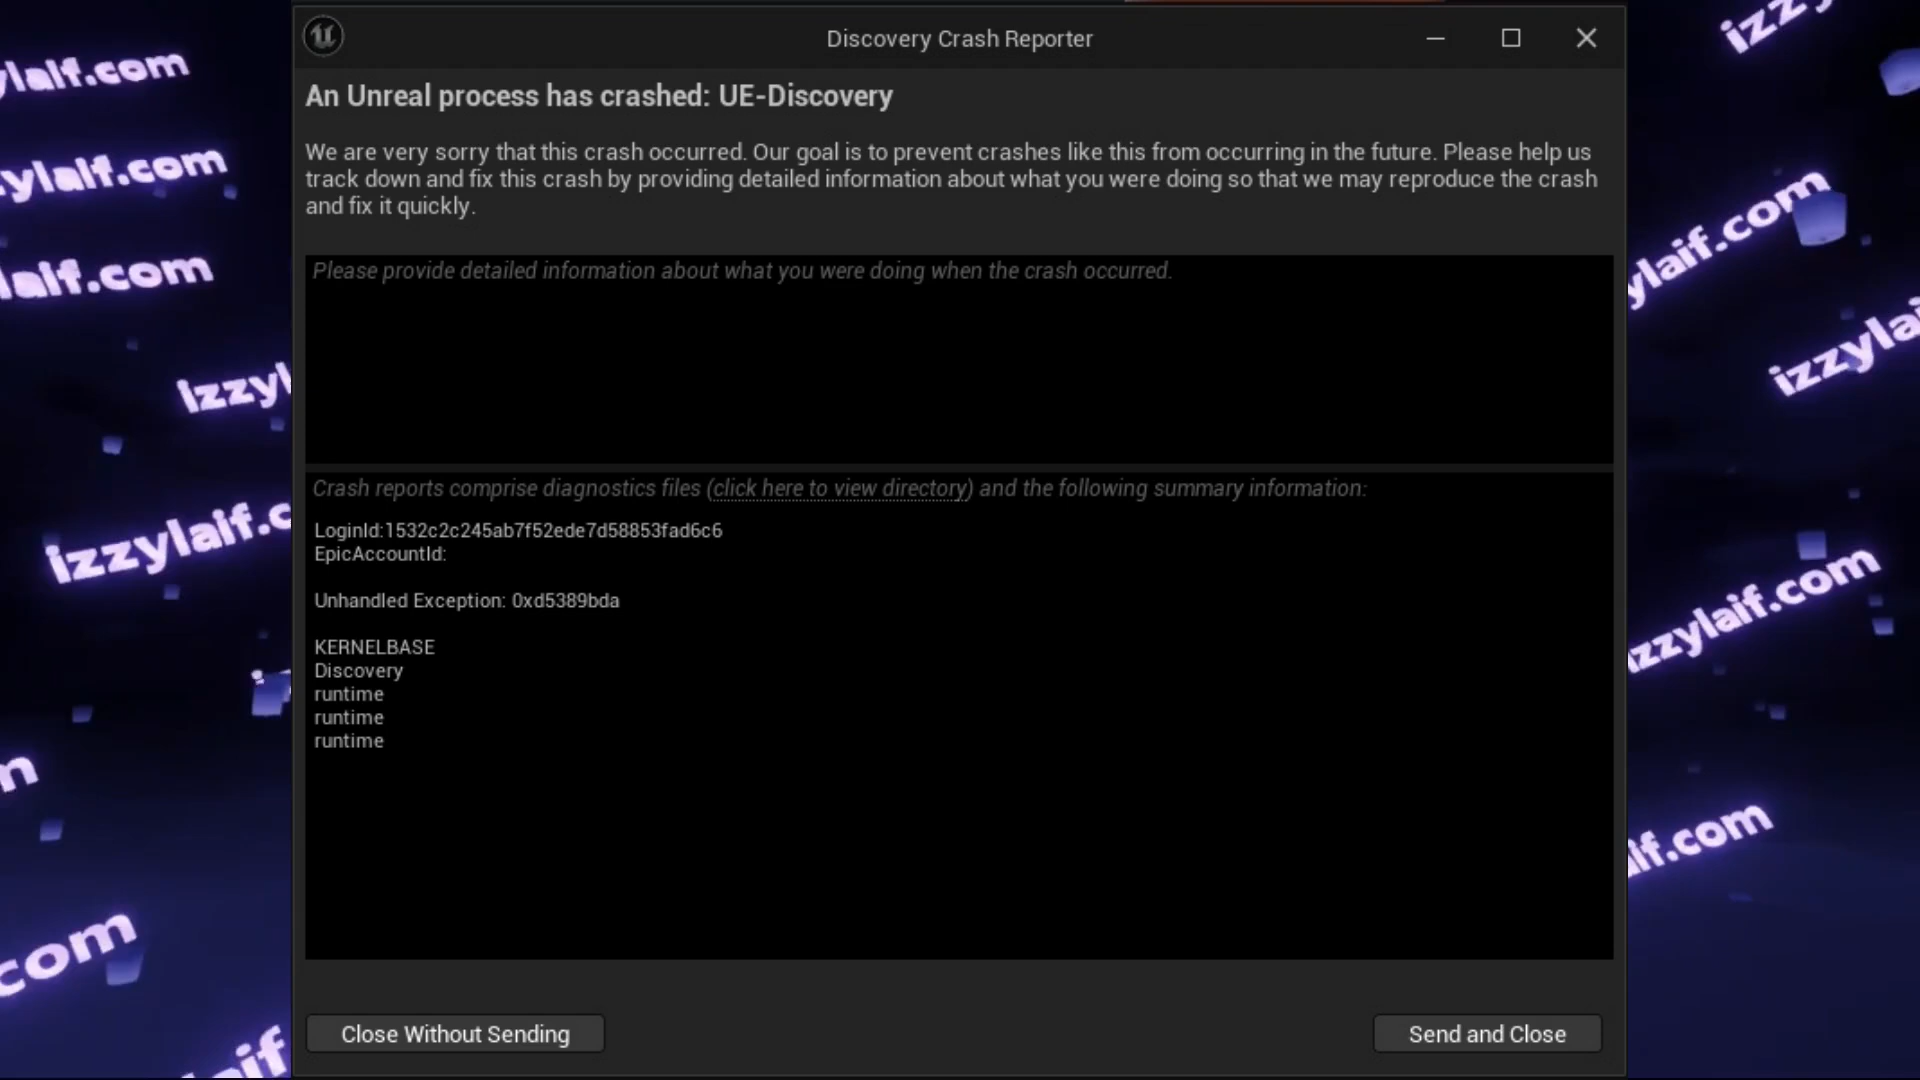 Discovery Crash Reporter
An Unreal process has crashed: UE-Discovery
We are very sorry that this crash occurred. Our goal is to prevent crashes like this from occurring in the future. Please help us
track down and fix this crash by providing detailed information about what you were doing so that we may reproduce the crash
and fix it quickly.
Please provide detailed information about what you were doing when the crash occurred.
Crash reports comprise diagnostics files (click here to view directory) and the following summary information:
LoginId:1532c2c245ab7f52ede7d58853fad6c6
EpicAccountId:
Unhandled Exception: 0xd5389bda
KERNELBASE
Discovery
runtime
runtime
runtime
Close Without Sending
Send and Close
ylaif.com
zylaif.com
laif.com
izzyl
izzylaif.c
m
com
aif
izzy
ylaif.com
izzylai
izzylaif.com
aif.com